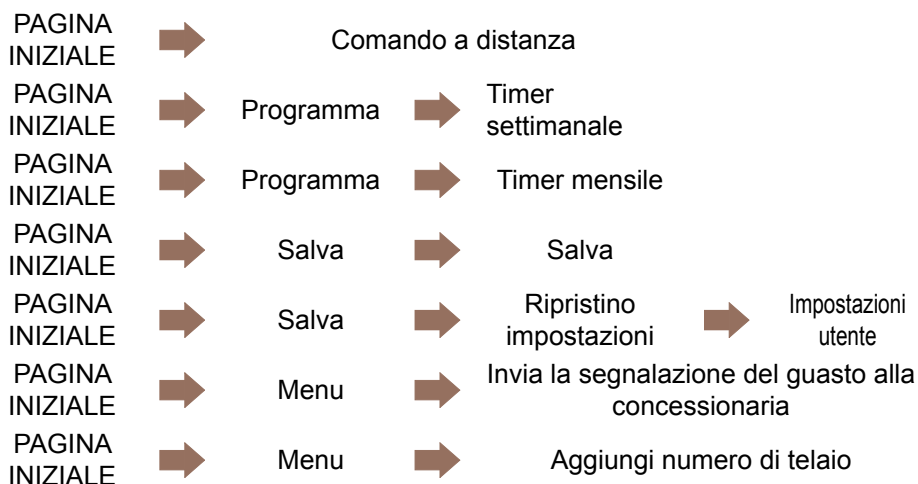 PAGINA
INIZIALE
Comando a distanza
PAGINA
INIZIALE
Programma
Timer
settimanale
PAGINA
INIZIALE
Programma
Timer mensile
PAGINA
INIZIALE
Salva
Salva
PAGINA
INIZIALE
Salva
Ripristino
impostazioni
Impostazioni
utente
PAGINA
INIZIALE
Menu
Invia la segnalazione del guasto alla
concessionaria
PAGINA
INIZIALE
Menu
Aggiungi numero di telaio